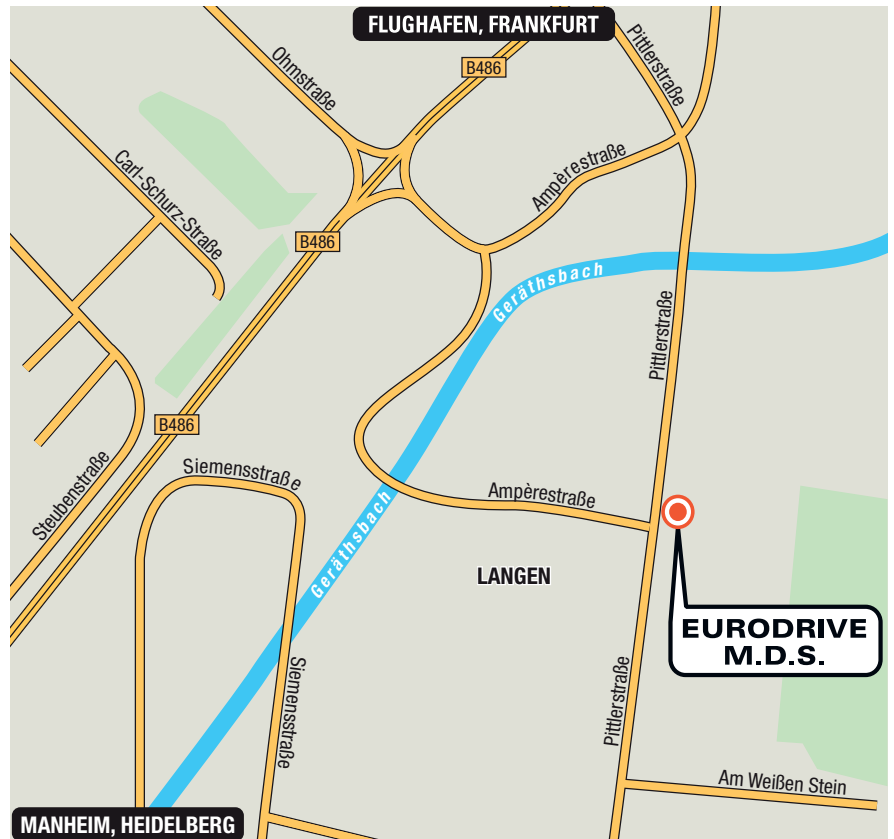 FLUGHAFEN, FRANKFURT
Ohmstraße
B486
Pittlerstraße
Carl-Schurz-Straße
Ampèrestraße
B486
Geräthsbach
Pittlerstraße
B486
Siemensstraße
Steubenstraße
Ampèrestraße
Geräthsbach
LANGEN
EURODRIVE
M.D.S.
Siemensstraße
Pittlerstraße
Am Weißen Stein
MANHEIM, HEIDELBERG